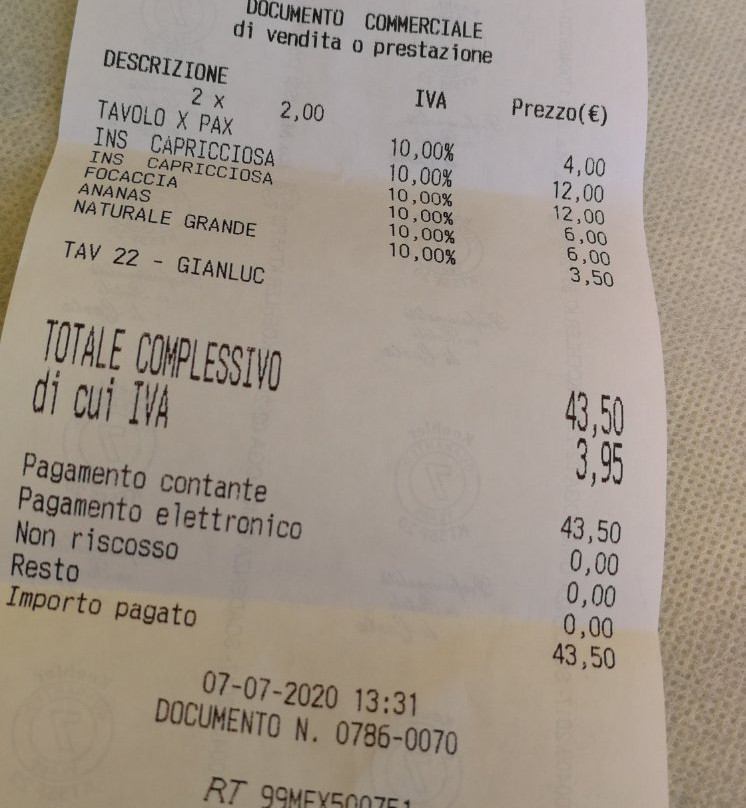 DOCUMENTO COMMERCIALE
di vendita o prestazione
DESCRIZIONE IVA Prezzo(€)
2 x 2,00
TAVOLO X PAX 10,00% 4,00
INS CAPRICCIOSA 10,00% 12,00
INS CAPRICCIOSA 10,00% 12,00
FOCACCIA 10,00% 6,00
ANANAS 10,00% 6,00
NATURALE GRANDE 10,00% 3,50
TAV 22 - GIANLUC
TOTALE COMPLESSIVO 43,50
di cui IVA 3,95
Pagamento contante 43,50
Pagamento elettronico 0,00
Non riscosso 0,00
Resto 0,00
Importo pagato 43,50
07-07-2020 13:31
DOCUMENTO N. 0786-0070
RT